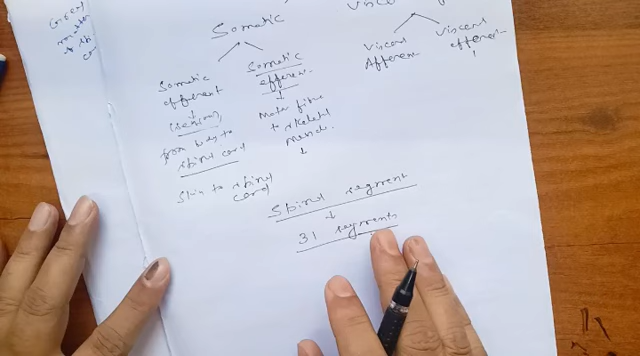 Somatic
Somatic
afferent
(sensory)
from body to
spinal cord
Skin to spinal
cord
Somatic
efferent
Motor fibre
to skeletal
muscle
Visceral
Afferent
Visceral
efferent
Spinal segment
31 segments